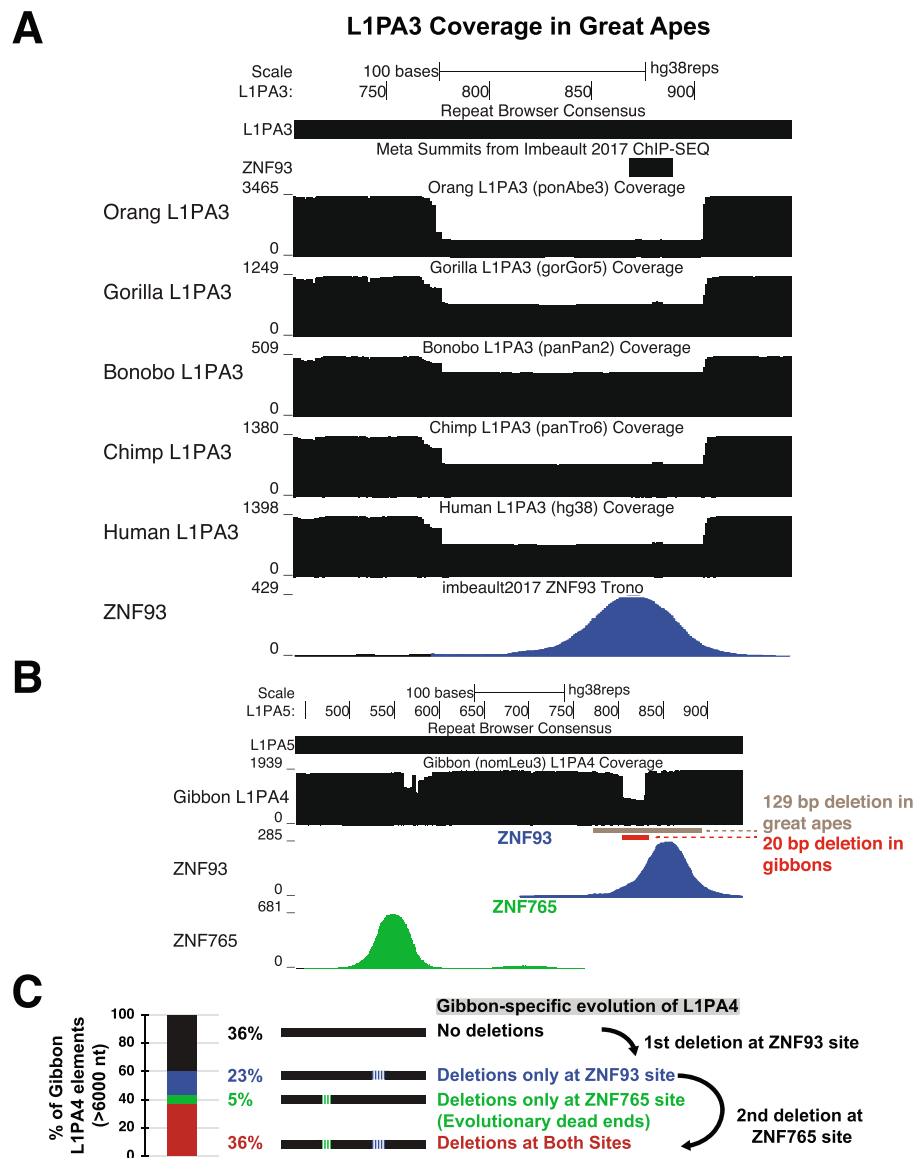 A
L1PA3 Coverage in Great Apes
Scale 100 bases hg38reps
L1PA3: 750 800 850 900
Repeat Browser Consensus
L1PA3
Meta Summits from Imbeault 2017 ChIP-SEQ
ZNF93
3465 Orang L1PA3 (ponAbe3) Coverage
Orang L1PA3
0
1249 Gorilla L1PA3 (gorGor5) Coverage
Gorilla L1PA3
0
509 Bonobo L1PA3 (panPan2) Coverage
Bonobo L1PA3
0
1380 Chimp L1PA3 (panTro6) Coverage
Chimp L1PA3
0
1398 Human L1PA3 (hg38) Coverage
Human L1PA3
0
429 imbeault2017 ZNF93 Trono
ZNF93
0
B
Scale 100 bases hg38reps
L1PA5: 500 550 600 650 700 750 800 850 900
Repeat Browser Consensus
L1PA5
1939 Gibbon (nomLeu3) L1PA4 Coverage
Gibbon L1PA4
0
129 bp deletion in
great apes
20 bp deletion in
gibbons
285 ZNF93
ZNF93
0
681 ZNF765
ZNF765
0
C
% of Gibbon
L1PA4 elements
(>6000 nt)
100
80
60
40
20
0
Gibbon-specific evolution of L1PA4
36% No deletions
1st deletion at ZNF93 site
23% Deletions only at ZNF93 site
5% Deletions only at ZNF765 site
(Evolutionary dead ends)
2nd deletion at
ZNF765 site
36% Deletions at Both Sites